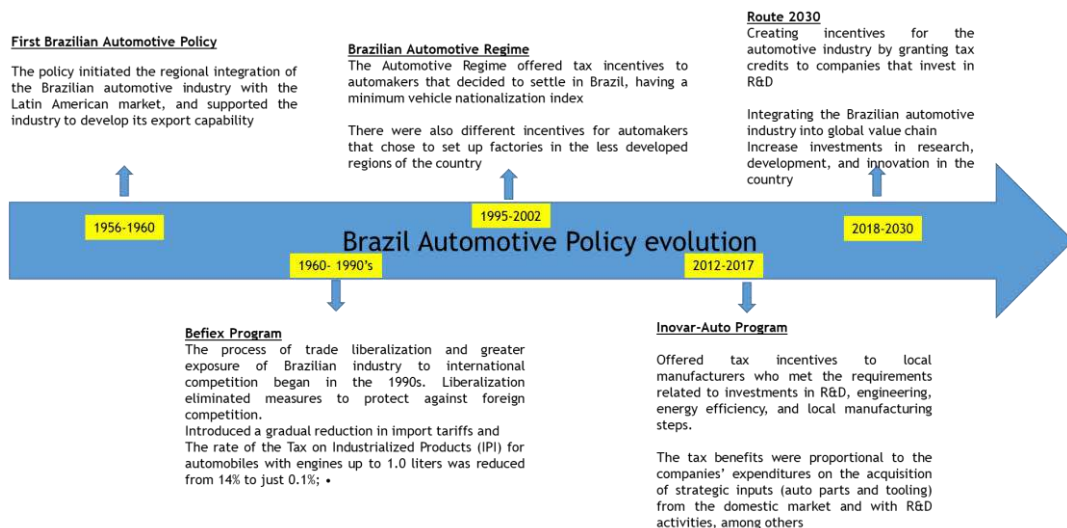 First Brazilian Automotive Policy
The policy initiated the regional integration of
the Brazilian automotive industry with the
Latin American market, and supported the
industry to develop its export capability
Brazilian Automotive Regime
The Automotive Regime offered tax incentives to
automakers that decided to settle in Brazil, having a
minimum vehicle nationalization index
There were also different incentives for automakers
that chose to set up factories in the less developed
regions of the country
Route 2030
Creating incentives for the
automotive industry by granting tax
credits to companies that invest in
R&D
Integrating the Brazilian automotive
industry into global value chain
Increase investments in research,
development, and innovation in the
country
1956-1960
1995-2002
2018-2030
Brazil Automotive Policy evolution
1960- 1990’s
2012-2017
Befiex Program
The process of trade liberalization and greater
exposure of Brazilian industry to international
competition began in the 1990s. Liberalization
eliminated measures to protect against foreign
competition.
Introduced a gradual reduction in import tariffs and
The rate of the Tax on Industrialized Products (IPI) for
automobiles with engines up to 1.0 liters was reduced
from 14% to just 0.1%; •
Inovar-Auto Program
Offered tax incentives to local
manufacturers who met the requirements
related to investments in R&D, engineering,
energy efficiency, and local manufacturing
steps.
The tax benefits were proportional to the
companies’ expenditures on the acquisition
of strategic inputs (auto parts and tooling)
from the domestic market and with R&D
activities, among others